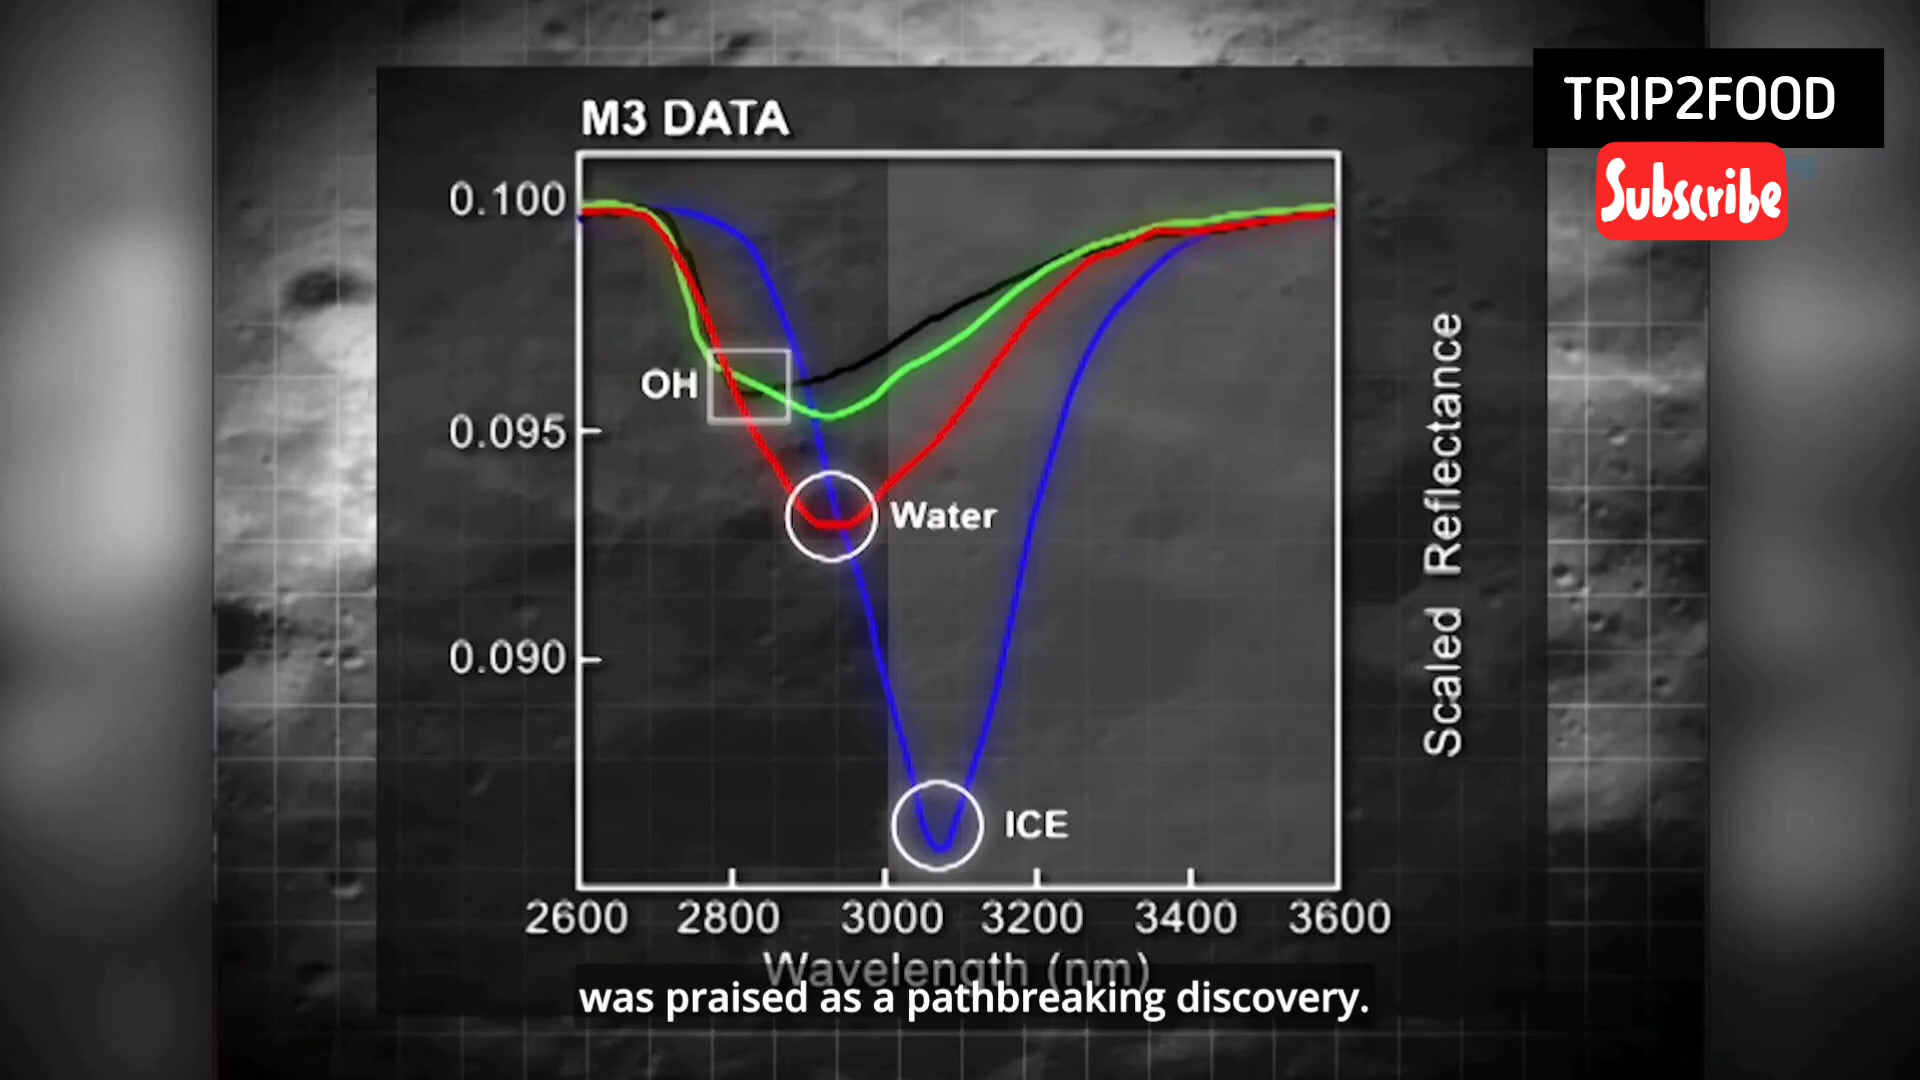 TRIP2FOOD
Subscribe
M3 DATA
0.100
OH
0.095
Water
0.090
ICE
Scaled Reflectance
2600 2800 3000 3200 3400 3600
Wavelength (nm)
was praised as a pathbreaking discovery.